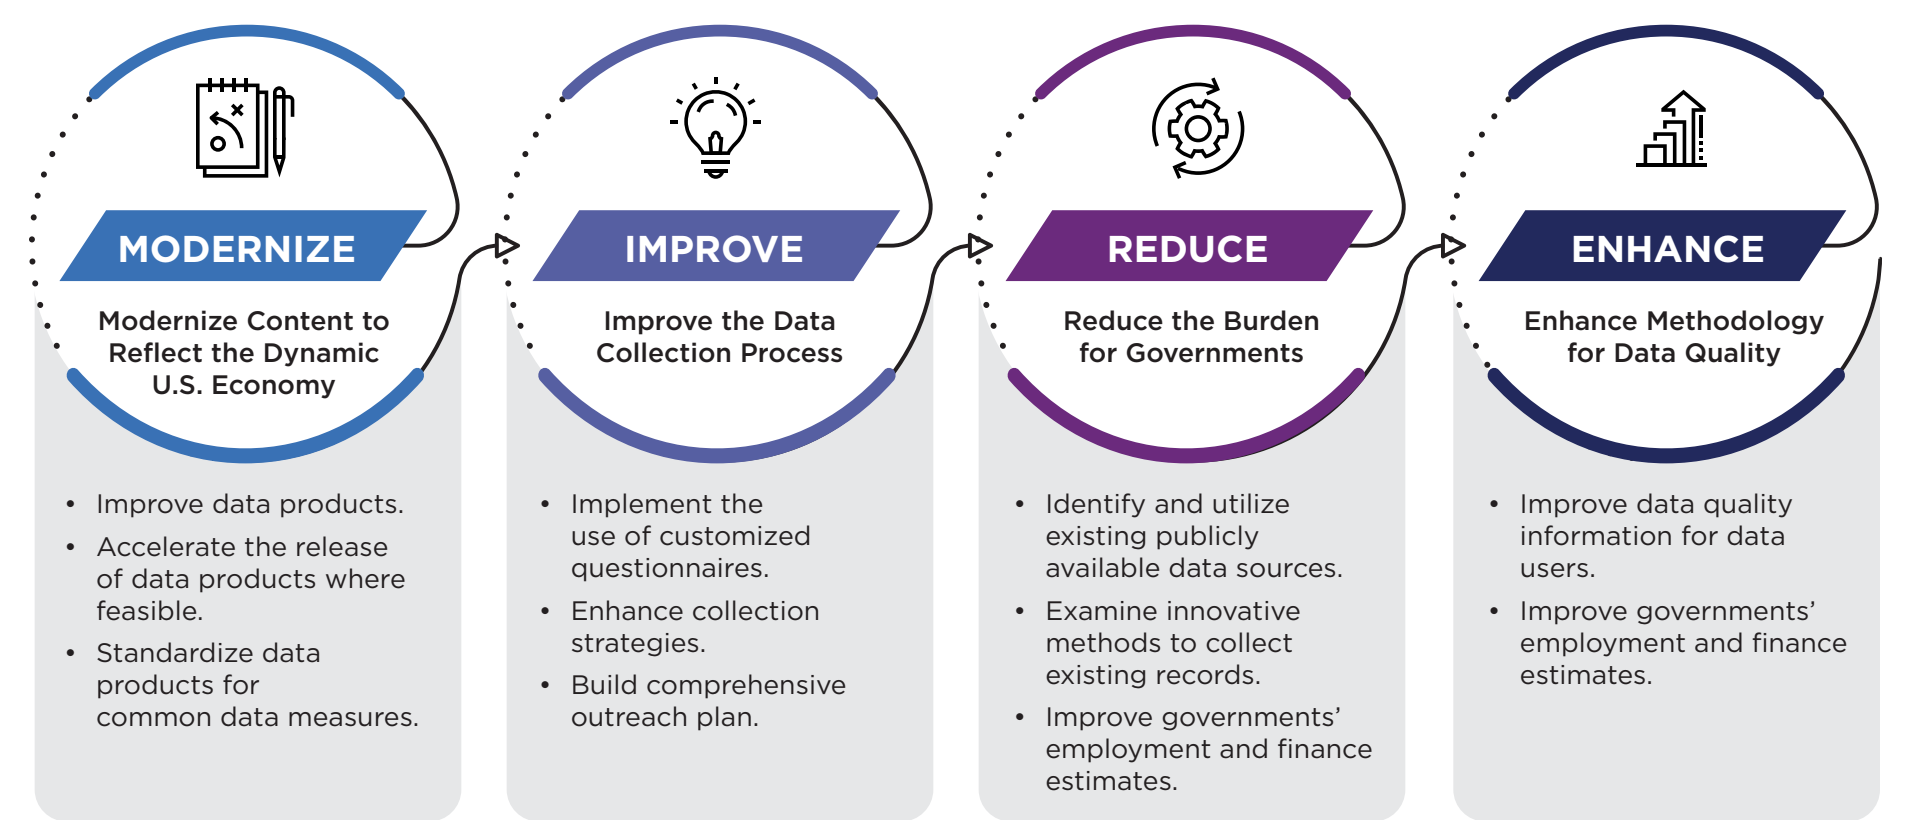 MODERNIZE
Modernize Content to
Reflect the Dynamic
U.S. Economy
• Improve data products.
• Accelerate the release
of data products where
feasible.
• Standardize data
products for
common data measures.
IMPROVE
Improve the Data
Collection Process
• Implement the
use of customized
questionnaires.
• Enhance collection
strategies.
• Build comprehensive
outreach plan.
REDUCE
Reduce the Burden
for Governments
• Identify and utilize
existing publicly
available data sources.
• Examine innovative
methods to collect
existing records.
• Improve governments’
employment and finance
estimates.
ENHANCE
Enhance Methodology
for Data Quality
• Improve data quality
information for data
users.
• Improve governments’
employment and finance
estimates.